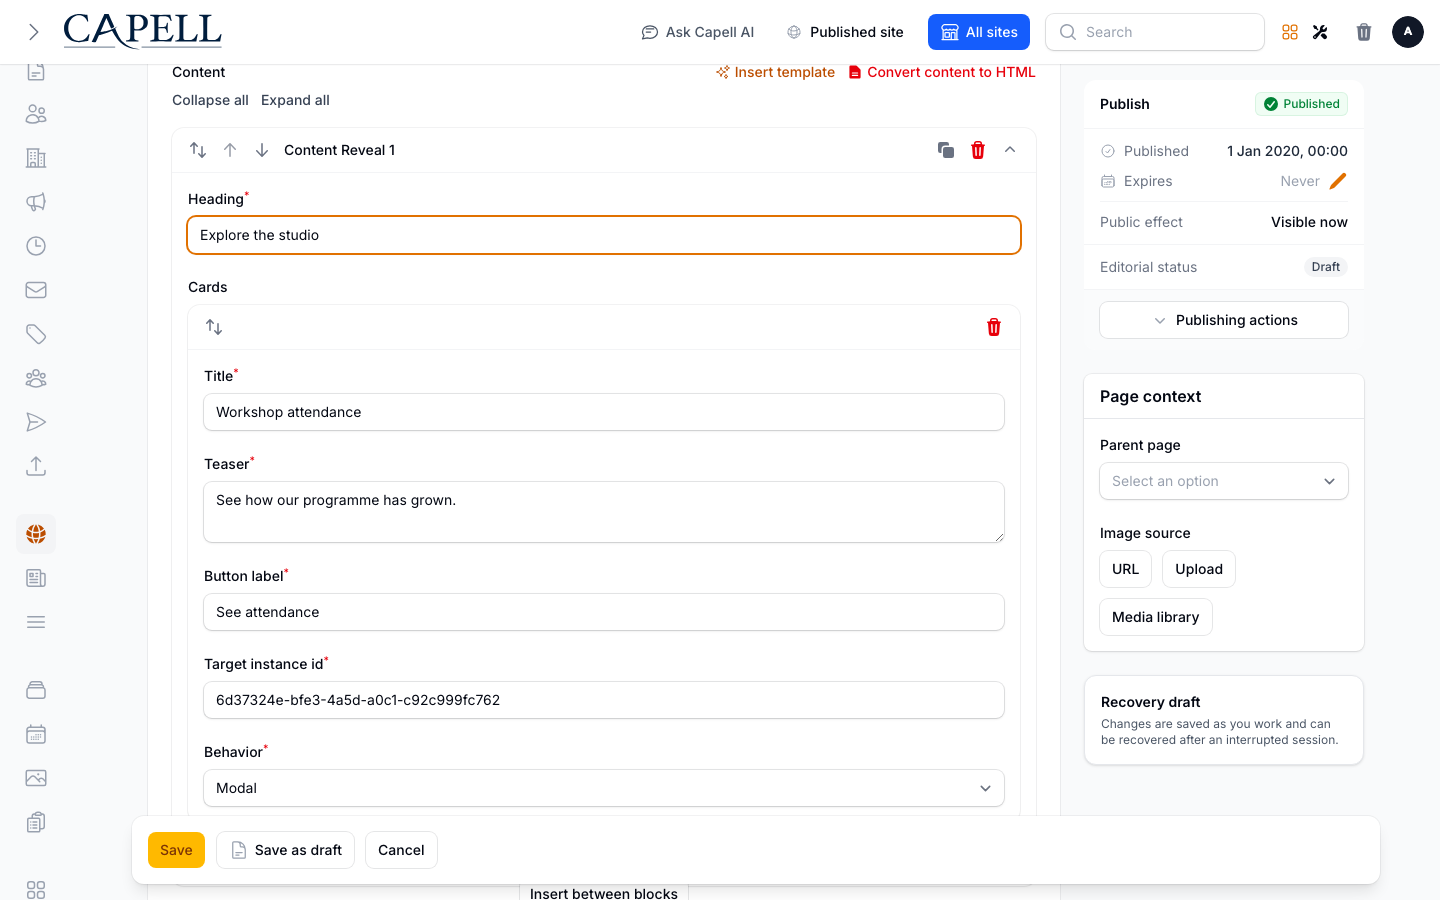 CAPELL
Ask Capell AI
Published site
All sites
Search
A
Content
Insert template
Convert content to HTML
Collapse all
Expand all
Content Reveal 1
Heading*
Explore the studio
Cards
Title*
Workshop attendance
Teaser*
See how our programme has grown.
Button label*
See attendance
Target instance id*
6d37324e-bfe3-4a5d-a0c1-c92c999fc762
Behavior*
Modal
Save
Save as draft
Cancel
Insert between blocks
Publish
Published
Published
1 Jan 2020, 00:00
Expires
Never
Public effect
Visible now
Editorial status
Draft
Publishing actions
Page context
Parent page
Select an option
Image source
URL
Upload
Media library
Recovery draft
Changes are saved as you work and can
be recovered after an interrupted session.